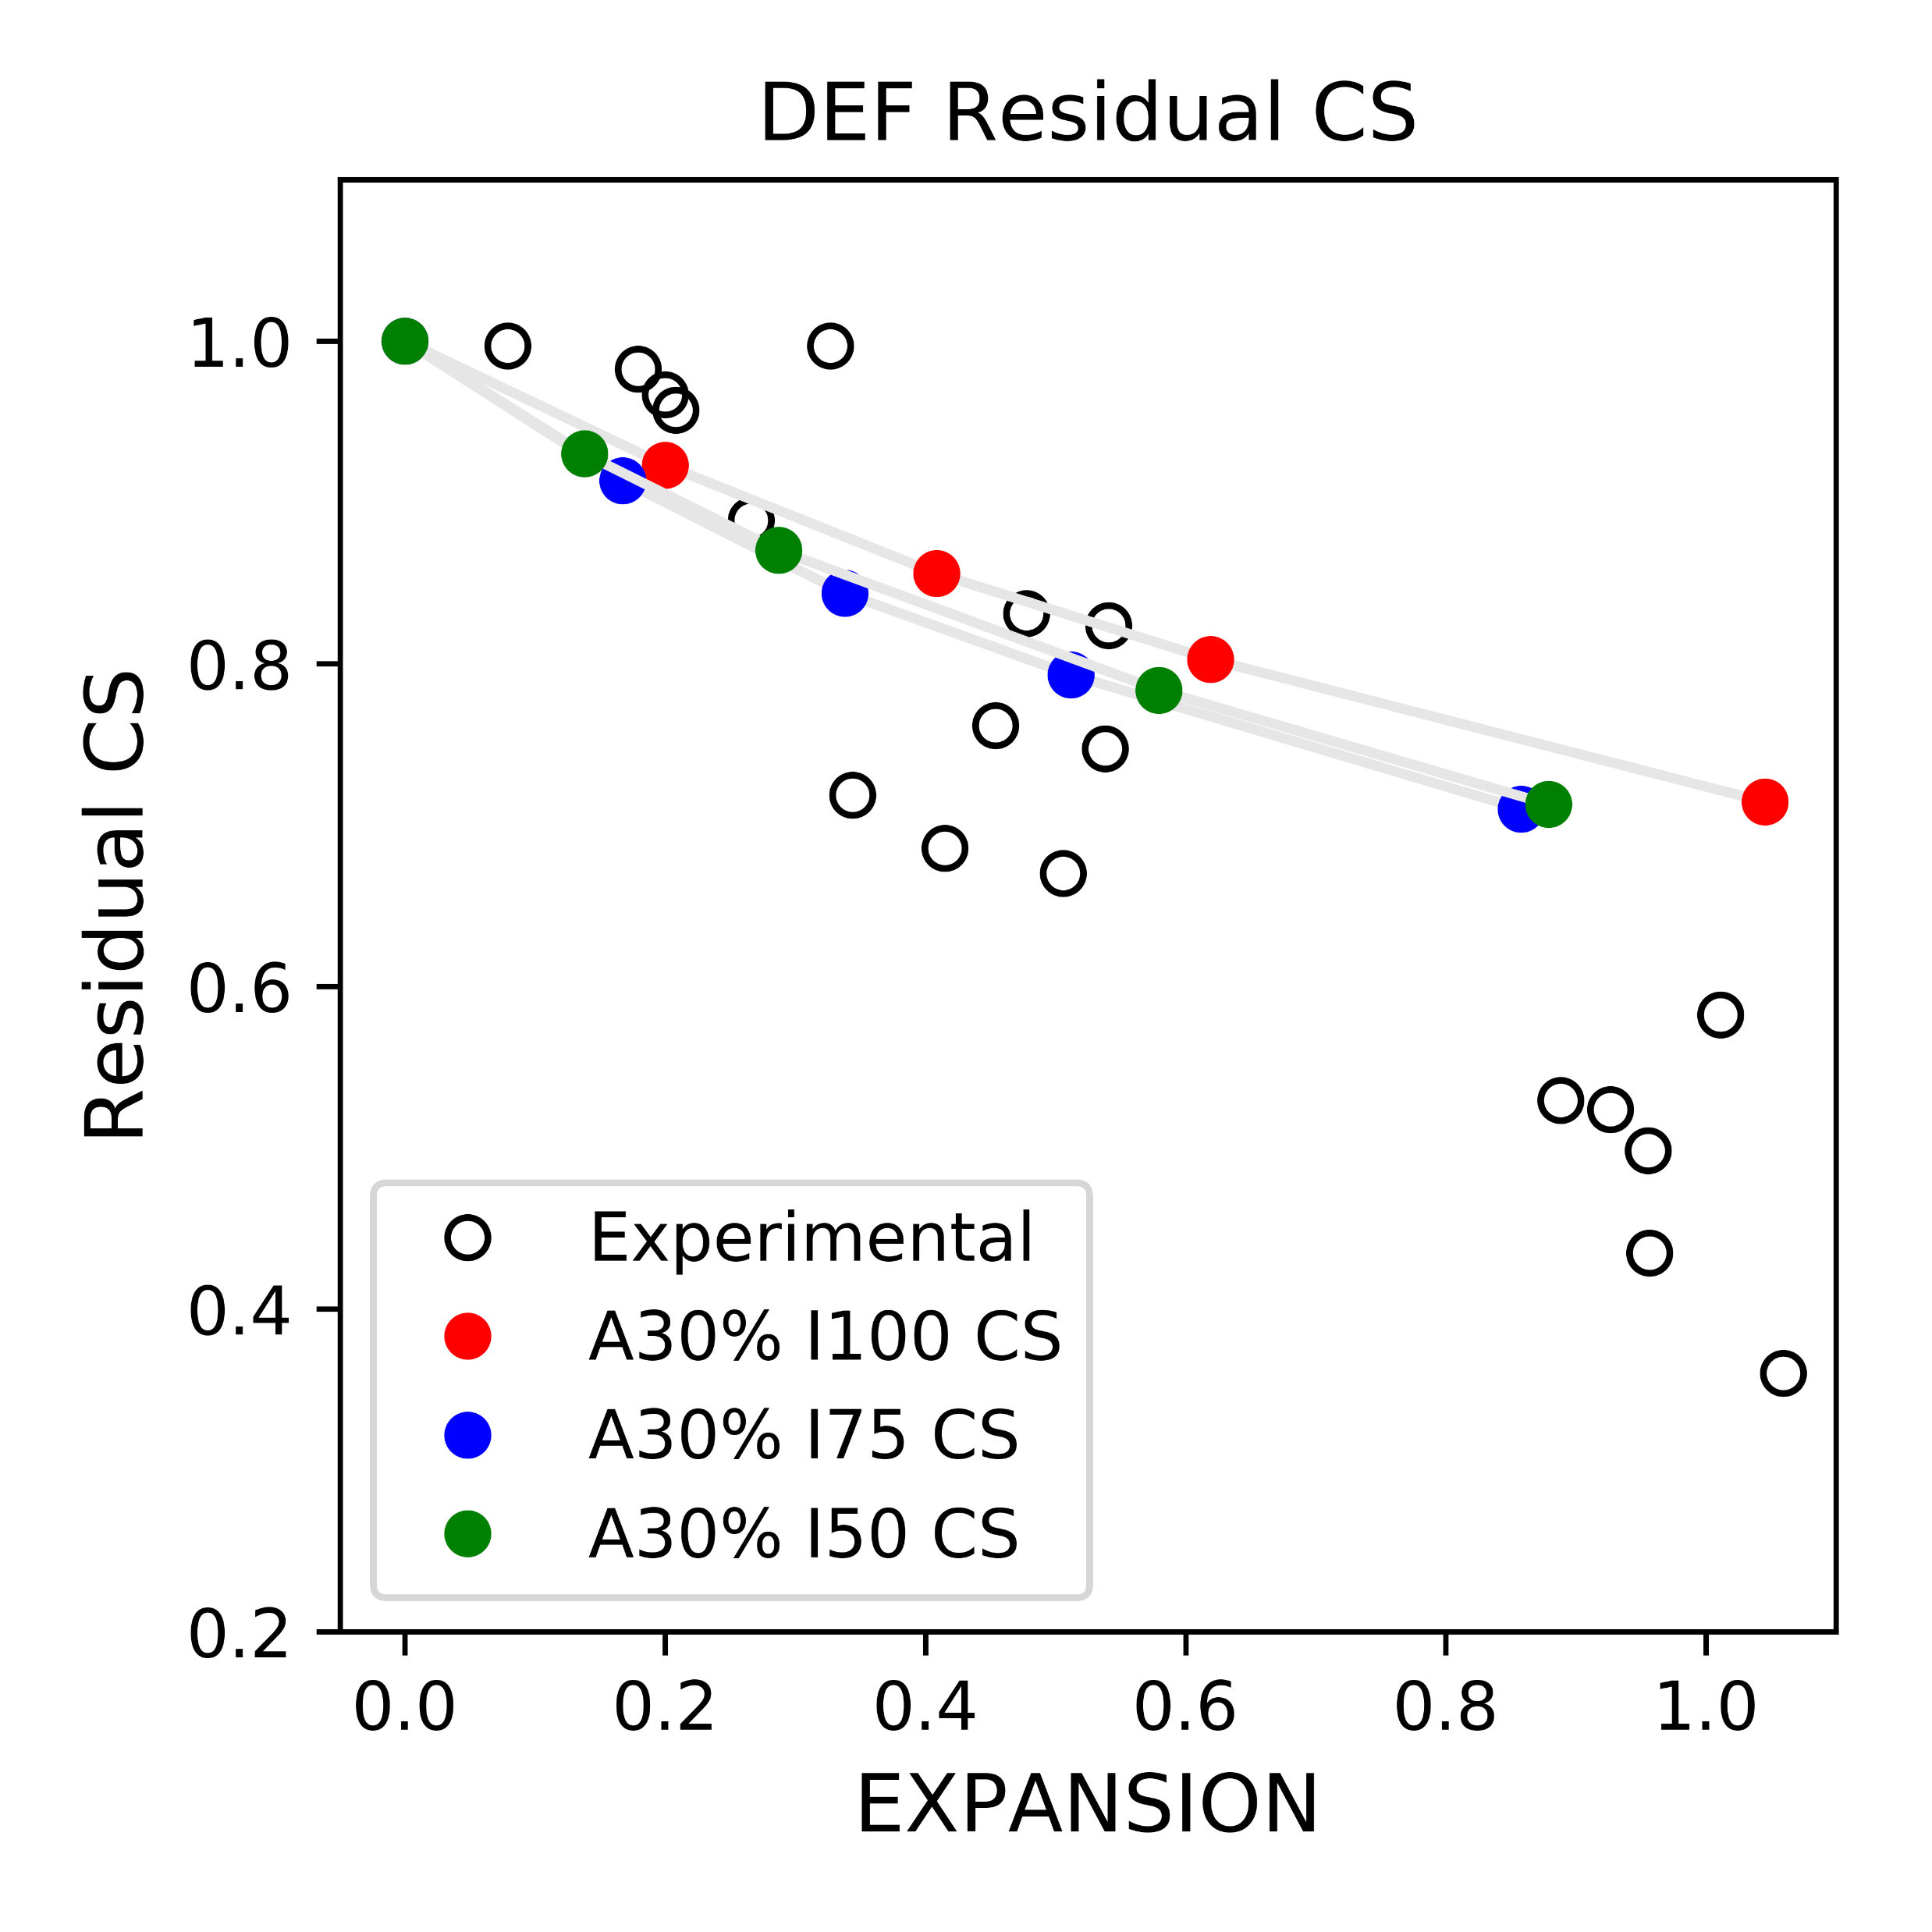 DEF Residual CS
Residual CS
1.0
0.8
0.6
0.4
0.2
Experimental
A30% I100 CS
A30% I75 CS
A30% I50 CS
0.0 0.2 0.4 0.6 0.8 1.0
EXPANSION